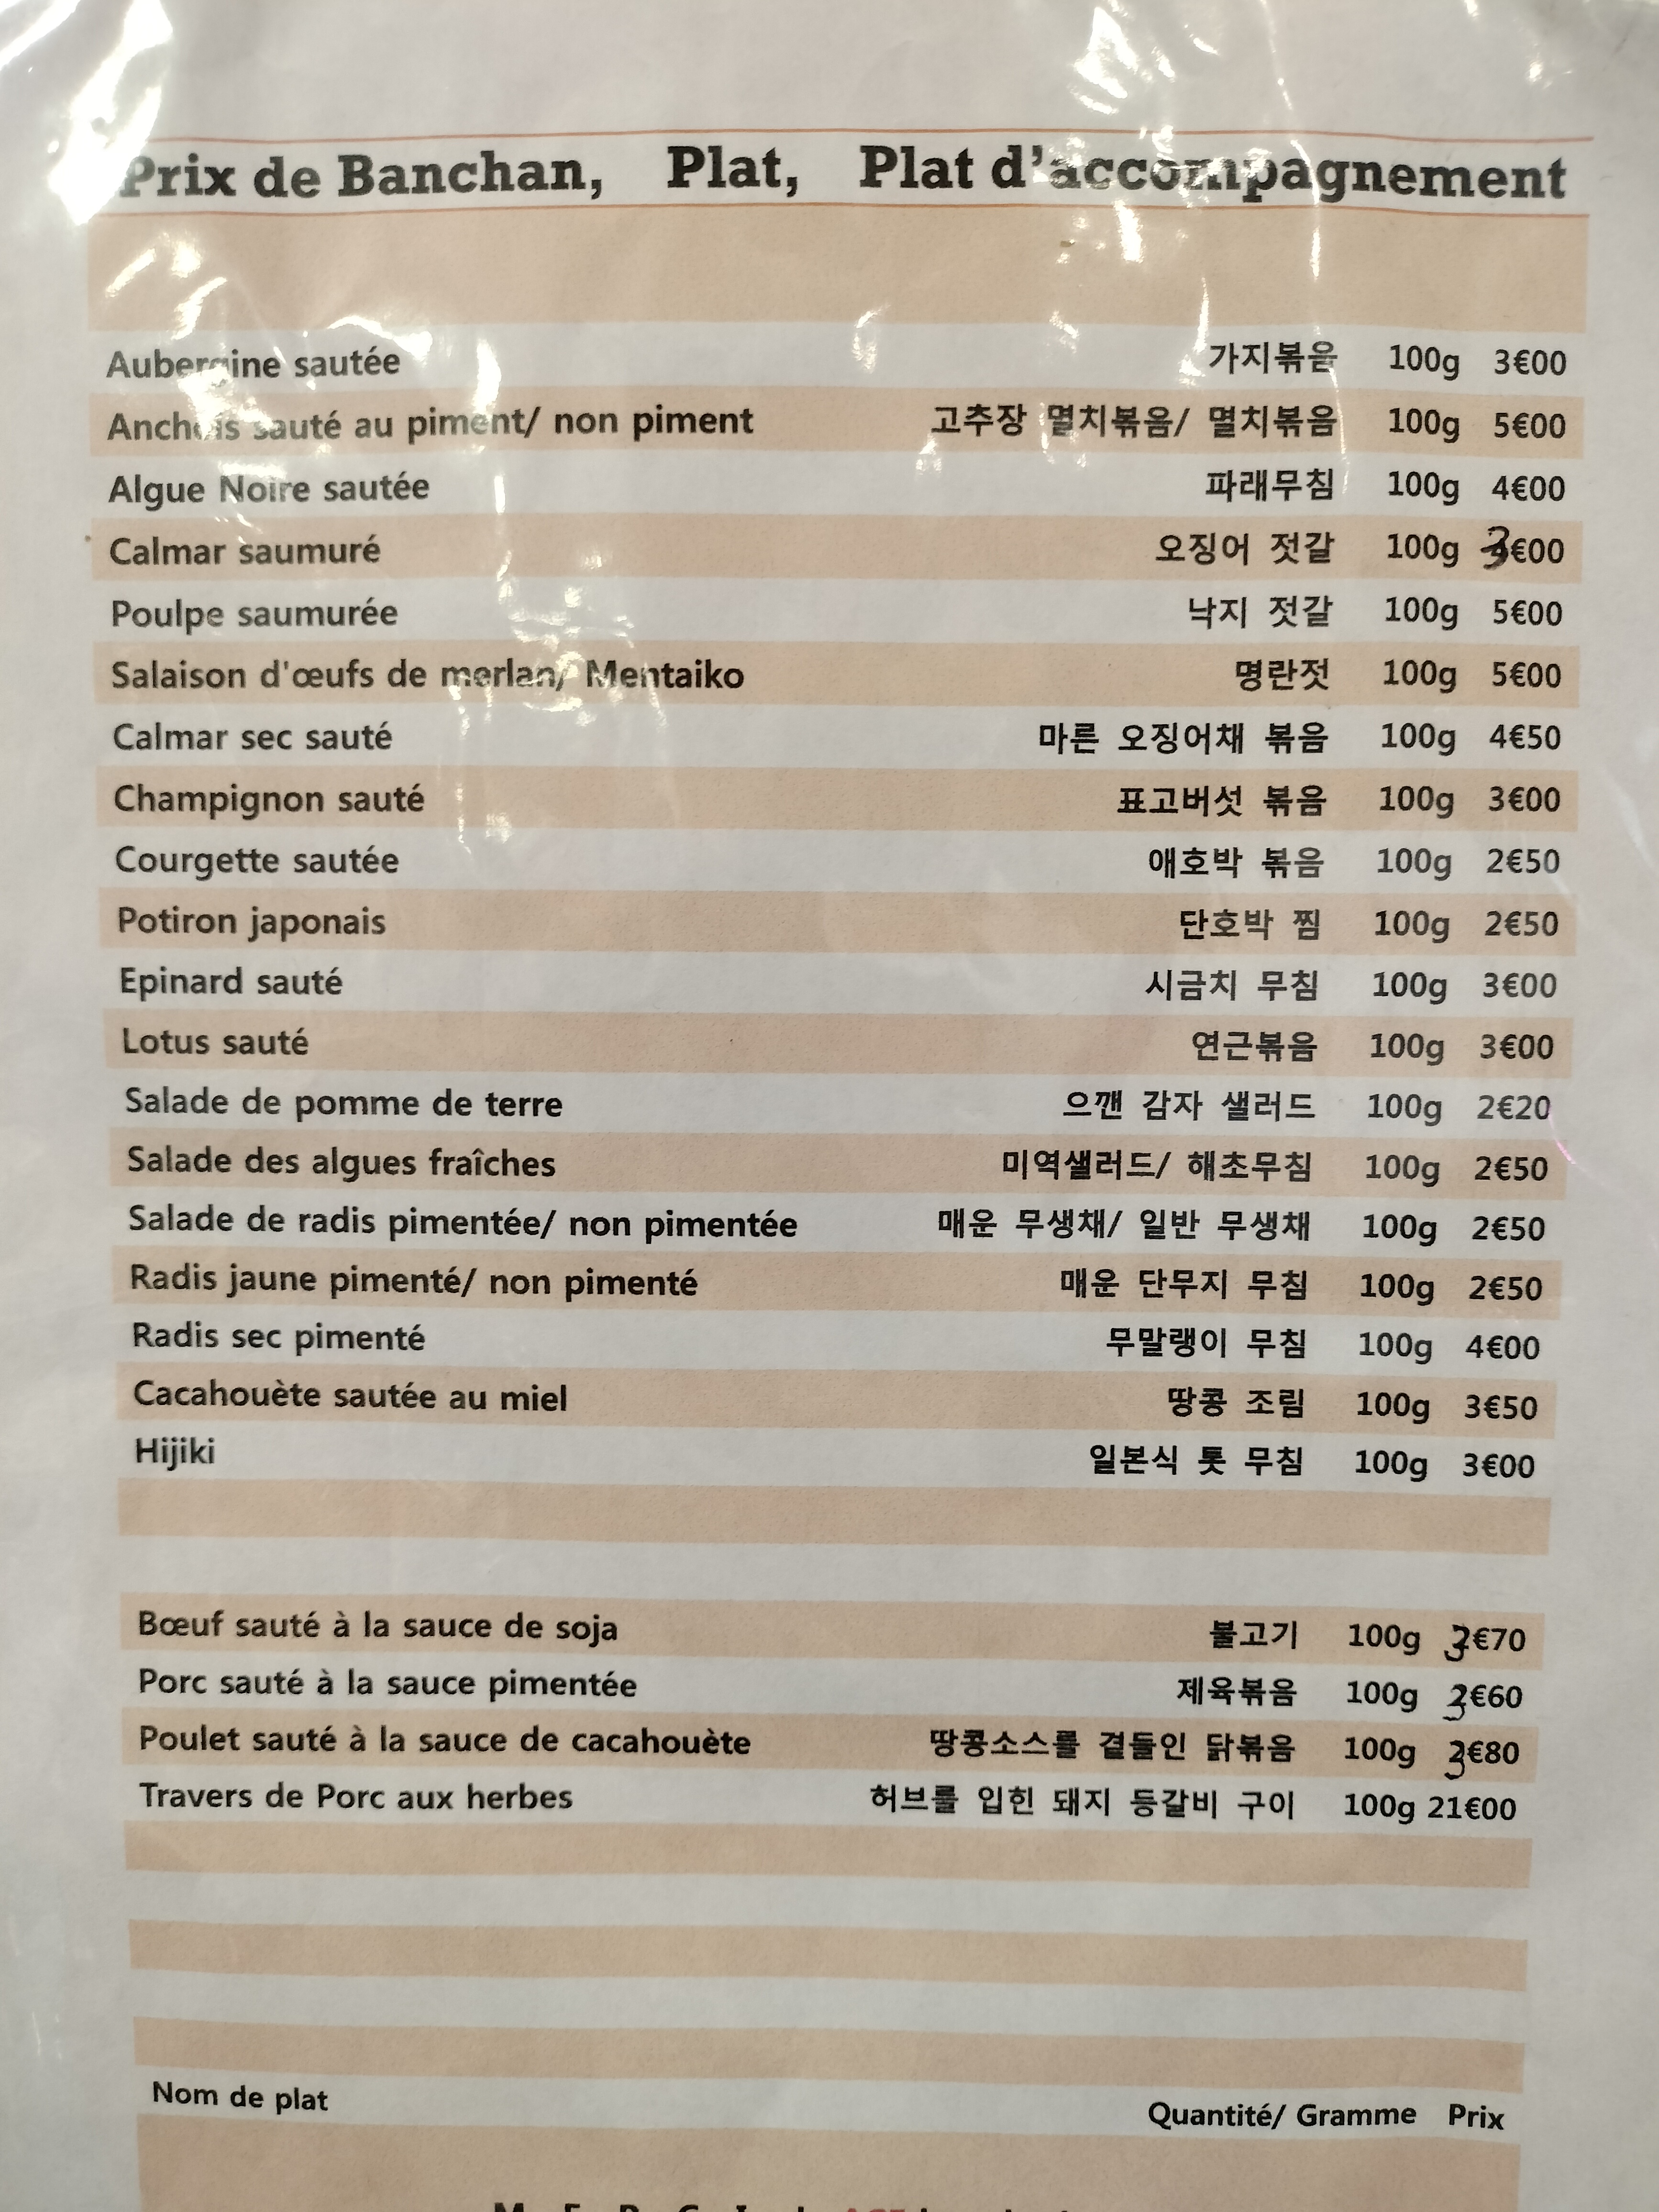 Prix de Banchan, Plat, Plat d'accompagnement
Aubergine sautée 가지볶음 100g 3€00
Anchois sauté au piment/ non piment 고추장 멸치볶음/ 멸치볶음 100g 5€00
Algue Noire sautée 파래무침 100g 4€00
Calmar saumuré 오징어 젓갈 100g 3€00
Poulpe saumurée 낙지 젓갈 100g 5€00
Salaison d'œufs de merlan/ Mentaiko 명란젓 100g 5€00
Calmar sec sauté 마른 오징어채 볶음 100g 4€50
Champignon sauté 표고버섯 볶음 100g 3€00
Courgette sautée 애호박 볶음 100g 2€50
Potiron japonais 단호박 찜 100g 2€50
Epinard sauté 시금치 무침 100g 3€00
Lotus sauté 연근볶음 100g 3€00
Salade de pomme de terre 으깬 감자 샐러드 100g 2€20
Salade des algues fraîches 미역샐러드/ 해초무침 100g 2€50
Salade de radis pimentée/ non pimentée 매운 무생채/ 일반 무생채 100g 2€50
Radis jaune pimenté/ non pimenté 매운 단무지 무침 100g 2€50
Radis sec pimenté 무말랭이 무침 100g 4€00
Cacahouète sautée au miel 땅콩 조림 100g 3€50
Hijiki 일본식 톳 무침 100g 3€00
Bœuf sauté à la sauce de soja 불고기 100g 3€70
Porc sauté à la sauce pimentée 제육볶음 100g 3€60
Poulet sauté à la sauce de cacahouète 땅콩소스를 곁들인 닭볶음 100g 3€80
Travers de Porc aux herbes 허브를 입힌 돼지 등갈비 구이 100g 21€00
Nom de plat Quantité/ Gramme Prix